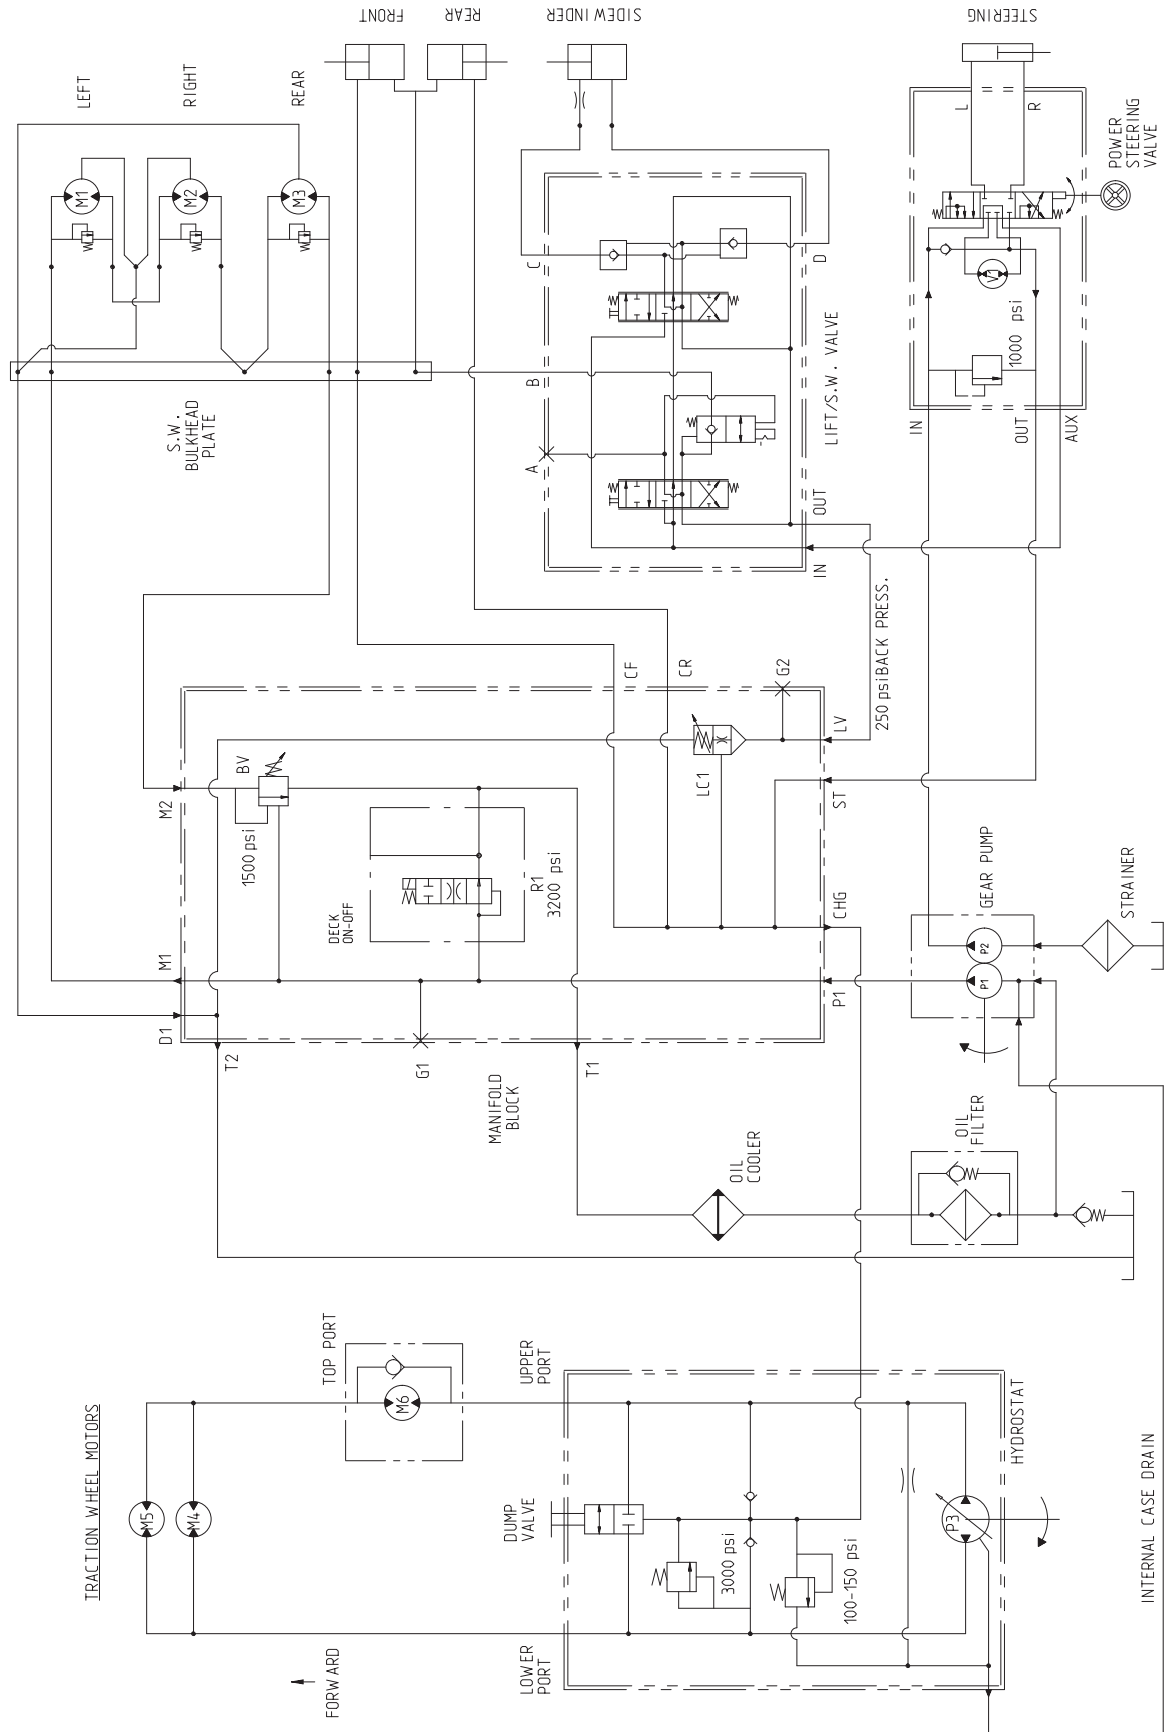 FRONT
REAR
SIDEWINDER
STEERING
LEFT
RIGHT
REAR
M1
M2
M3
L
R
POWER
STEERING
VALVE
C
D
V1
1000 psi
S.W.
BULKHEAD
PLATE
B
A
LIFT/S.W. VALVE
IN
OUT
AUX
OUT
IN
250 psi BACK PRESS.
CF
CR
G2
LV
M2
BV
1500 psi
LC1
ST
DECK
ON-OFF
R1
3200 psi
CHG
GEAR PUMP
STRAINER
P2
P1
M1
P1
D1
T2
G1
T1
MANIFOLD
BLOCK
OIL
COOLER
OIL
FILTER
TRACTION WHEEL MOTORS
TOP PORT
M6
UPPER
PORT
HYDROSTAT
M5
M4
DUMP
VALVE
3000 psi
100-150 psi
P3
INTERNAL CASE DRAIN
LOWER
PORT
FORWARD